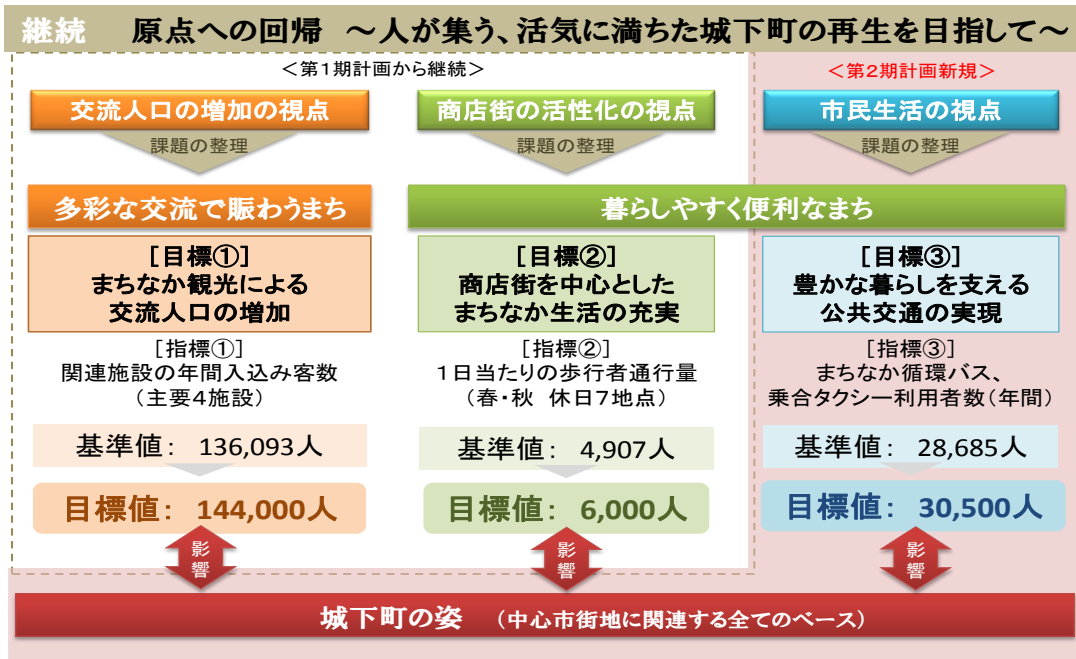 継続 原点への回帰 ~人が集う、活気に満ちた城下町の再生を目指して~
<第1期計画から継続>
<第2期計画新規>
交流人口の増加の視点
商店街の活性化の視点
市民生活の視点
課題の整理
課題の整理
課題の整理
多彩な交流で賑わうまち
暮らしやすく便利なまち
[目標①]
まちなか観光による
交流人口の増加
[目標②]
商店街を中心とした
まちなか生活の充実
[目標③]
豊かな暮らしを支える
公共交通の実現
[指標①]
関連施設の年間入込み客数
(主要4施設)
[指標②]
1日当たりの歩行者通行量
(春・秋 休日7地点)
[指標③]
まちなか循環バス、
乗合タクシー利用者数(年間)
基準値: 136,093人
基準値: 4,907人
基準値: 28,685人
目標値: 144,000人
目標値: 6,000人
目標値: 30,500人
影響
影響
影響
城下町の姿 (中心市街地に関連する全てのベース)